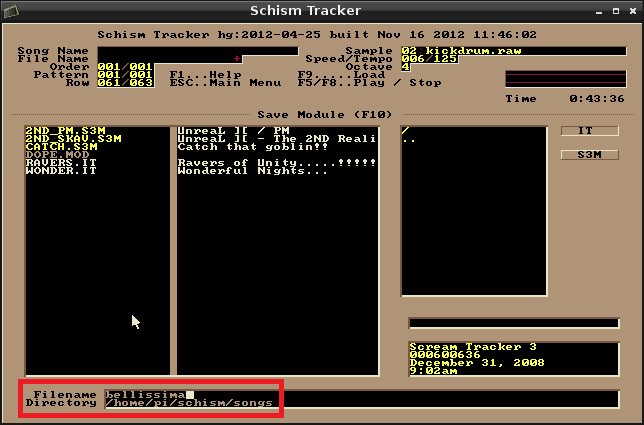 Schism Tracker
Schism Tracker hg:2012-04-25 built Nov 16 2012 11:46:02
Song Name Sample 02 kickdrum.raw
File Name + Speed/Tempo 006/125
Order 001/001 Octave 4
Pattern 001/001 F1...Help F9.....Load
Row 061/063 ESC..Main Menu F5/F8..Play / Stop
Time 0:43:36
Save Module (F10)
2ND_PM.S3M UnreaL ][ / PM / IT
2ND-SKAV.S3M UnreaL ][ - The 2ND Reali ..
CATCH.S3M Catch that goblin!!
DOPE.MOD S3M
RAVERS.IT Ravers of Unity.....!!!!!
WONDER.IT Wonderful Nights...
Scream Tracker 3
000600636
December 31, 2008
9:02am
Filename bellissima
Directory /home/pi/schism/songs